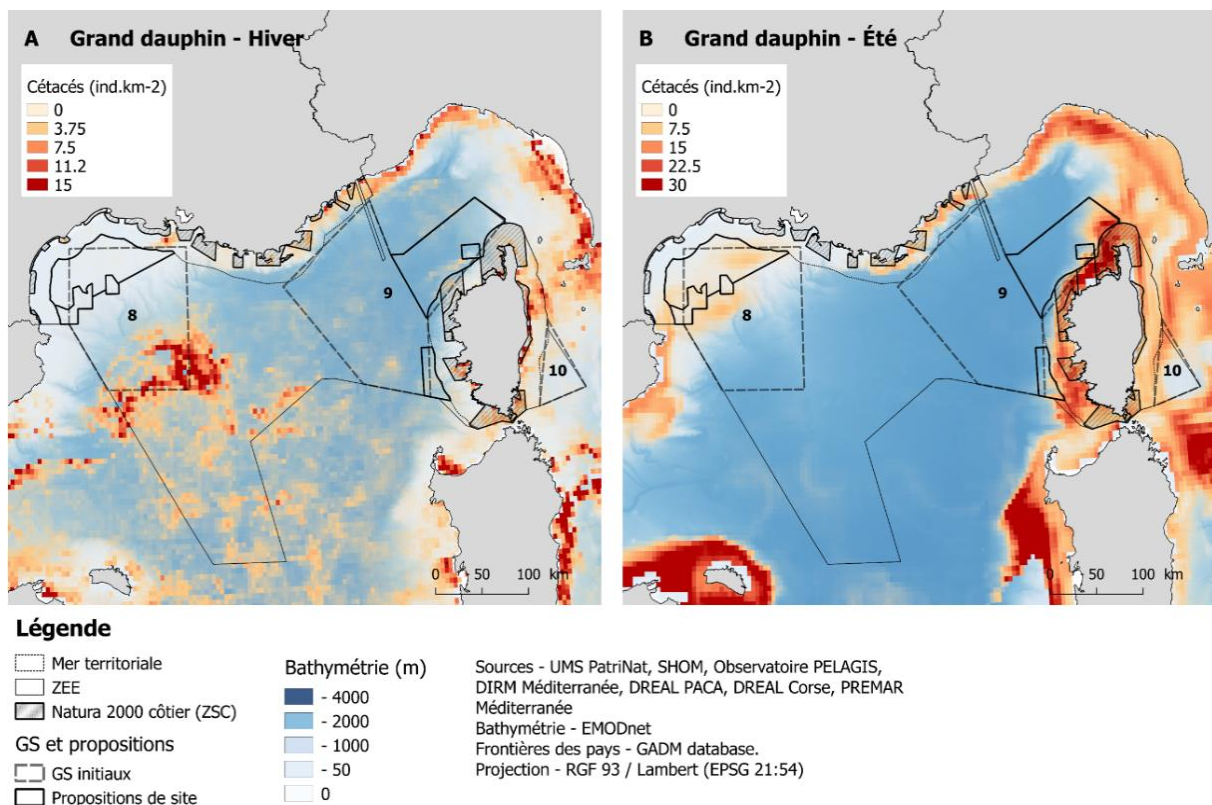 A Grand dauphin - Hiver
Cétacés (ind.km-2)
0
3.75
7.5
11.2
15
8
9
10
0 50 100 km
B Grand dauphin - Été
Cétacés (ind.km-2)
0
7.5
15
22.5
30
8
9
10
0 50 100 km
Légende
Mer territoriale
ZEE
Natura 2000 côtier (ZSC)
GS et propositions
GS initiaux
Propositions de site
Bathymétrie (m)
- 4000
- 2000
- 1000
- 50
0
Sources - UMS PatriNat, SHOM, Observatoire PELAGIS,
DIRM Méditerranée, DREAL PACA, DREAL Corse, PREMAR
Méditerranée
Bathymétrie - EMODnet
Frontières des pays - GADM database.
Projection - RGF 93 / Lambert (EPSG 21:54)